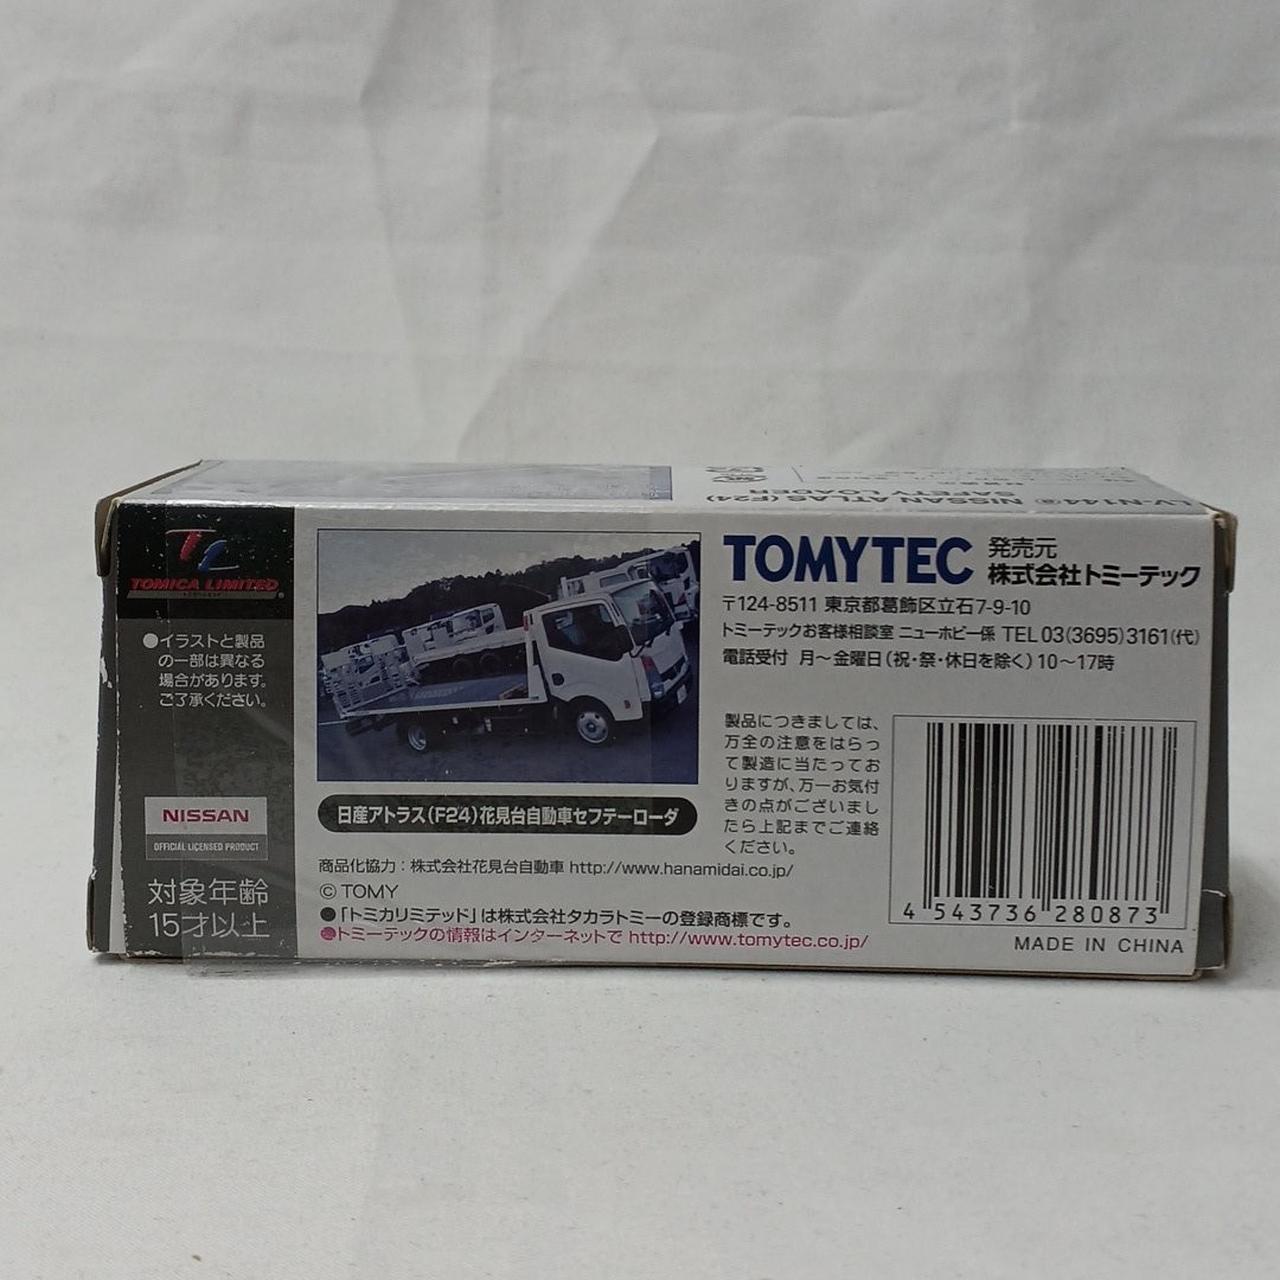 LV-N144a NISSAN ATLAS (F24)
SAFETY LOADER
TL
TOMICA LIMITED
●イラストと製品
の一部は異なる
場合があります。
ご了承ください。
NISSAN
OFFICIAL LICENSED PRODUCT
対象年齢
15才以上
日産アトラス(F24)花見台自動車セフテーローダ
商品化協力：株式会社花見台自動車 http://www.hanamidai.co.jp/
© TOMY
●「トミカリミテッド」は株式会社タカラトミーの登録商標です。
●トミーテックの情報はインターネットで http://www.tomytec.co.jp/
TOMYTEC 発売元
株式会社トミーテック
〒124-8511 東京都葛飾区立石7-9-10
トミーテックお客様相談室 ニューホビー係 TEL 03(3695)3161(代)
電話受付 月〜金曜日(祝・祭・休日を除く)10〜17時
製品につきましては、
万全の注意をはらっ
て製造に当たってお
りますが、万一お気付
きの点がございまし
たら上記までご連絡
ください。
4 543736 280873
MADE IN CHINA